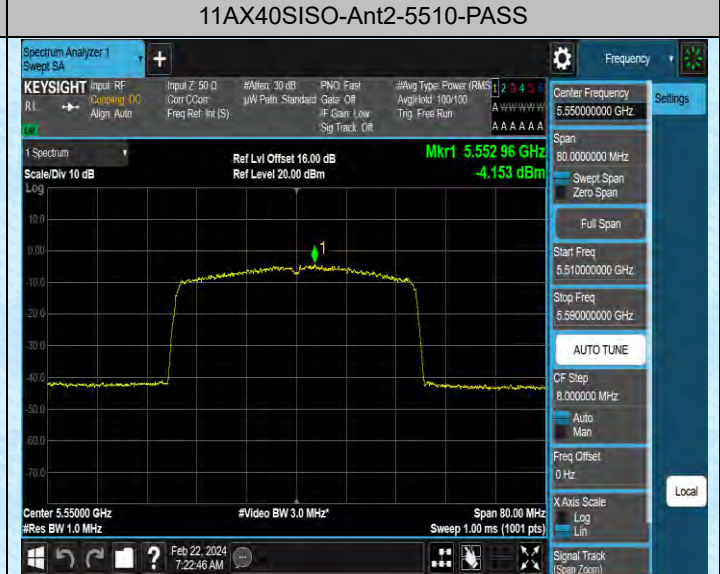 11AX40SISO-Ant2-5510-PASS
Spectrum Analyzer 1
Swept SA
+
Frequency
KEYSIGHT
RL
Input: RF
Coupling: DC
Align: Auto
Input Z: 50 Ω
Corr CCorr
Freq Ref: Int (S)
#Atten: 30 dB
µW Path: Standard
PNO: Fast
Gate: Off
IF Gain: Low
Sig Track: Off
#Avg Type: Power (RMS
Avg|Hold: 100/100
Trig: Free Run
1 2 3 4 5 6
A W W W W W
A A A A A A
1 Spectrum
Scale/Div 10 dB
Log
Ref Lvl Offset 16.00 dB
Ref Level 20.00 dBm
Mkr1 5.552 96 GHz
-4.153 dBm
10.0
0.00
-10.0
-20.0
-30.0
-40.0
-50.0
-60.0
-70.0
1
Center 5.55000 GHz
#Res BW 1.0 MHz
#Video BW 3.0 MHz*
Span 80.00 MHz
Sweep 1.00 ms (1001 pts)
Center Frequency
5.550000000 GHz
Settings
Span
80.0000000 MHz
Swept Span
Zero Span
Full Span
Start Freq
5.510000000 GHz
Stop Freq
5.590000000 GHz
AUTO TUNE
CF Step
8.000000 MHz
Auto
Man
Freq Offset
0 Hz
X Axis Scale
Log
Lin
Local
Signal Track
(Span Zoom)
?
Feb 22, 2024
7:22:46 AM